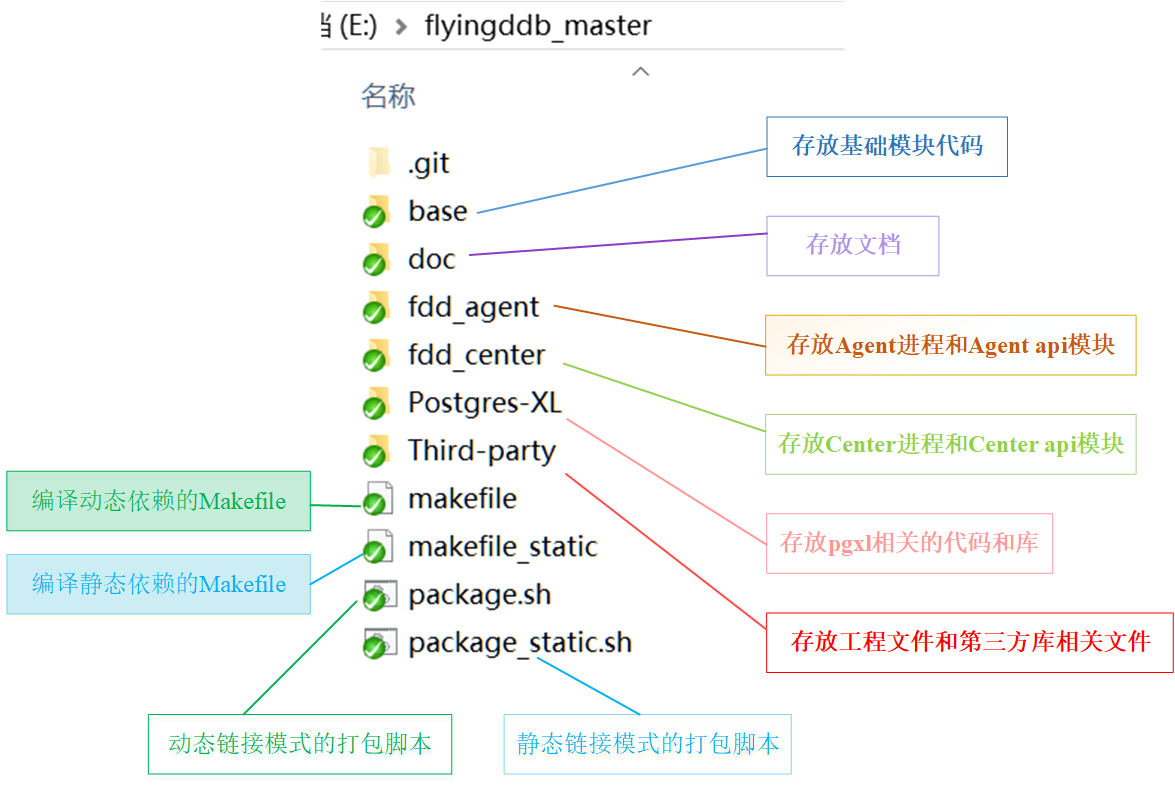 (E:) > flyingddb_master
名称
.git
base
doc
fdd_agent
fdd_center
Postgres-XL
Third-party
makefile
makefile_static
package.sh
package_static.sh
存放基础模块代码
存放文档
存放Agent进程和Agent api模块
存放Center进程和Center api模块
存放pgxl相关的代码和库
存放工程文件和第三方库相关文件
编译动态依赖的Makefile
编译静态依赖的Makefile
动态链接模式的打包脚本
静态链接模式的打包脚本